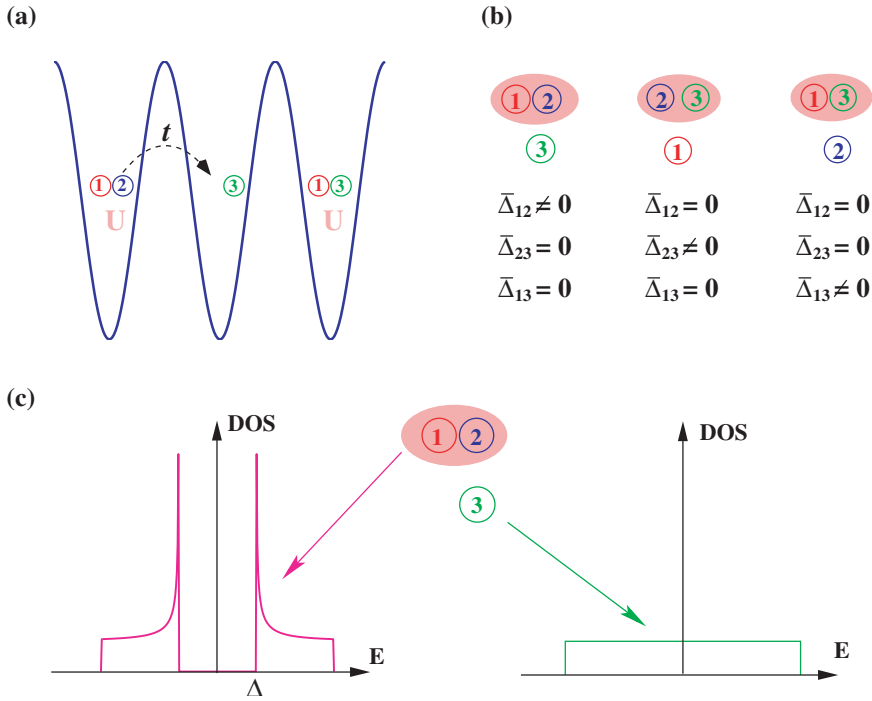 (a)
t
1 2
3
1 3
U
U
(b)
1 2
2 3
1 3
3
1
2
Δ̄₁₂ ≠ 0
Δ̄₁₂ = 0
Δ̄₁₂ = 0
Δ̄₂₃ = 0
Δ̄₂₃ ≠ 0
Δ̄₂₃ = 0
Δ̄₁₃ = 0
Δ̄₁₃ = 0
Δ̄₁₃ ≠ 0
(c)
DOS
E
Δ
1 2
3
DOS
E